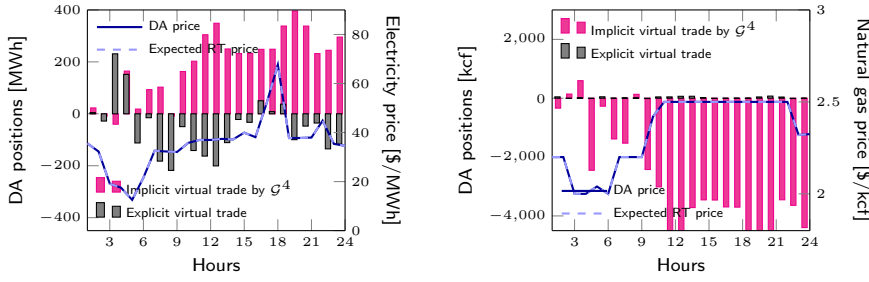 DA price
Expected RT price
Implicit virtual trade by 𝒢⁴
Explicit virtual trade
400
200
0
−200
−400
80
60
40
20
0
3 6 9 12 15 18 21 24
Hours
DA positions [MWh]
Electricity price [$/MWh]
Implicit virtual trade by 𝒢⁴
Explicit virtual trade
DA price
Expected RT price
2,000
0
−2,000
−4,000
3
2.5
2
3 6 9 12 15 18 21 24
Hours
DA positions [kcf]
Natural gas price [$/kcf]